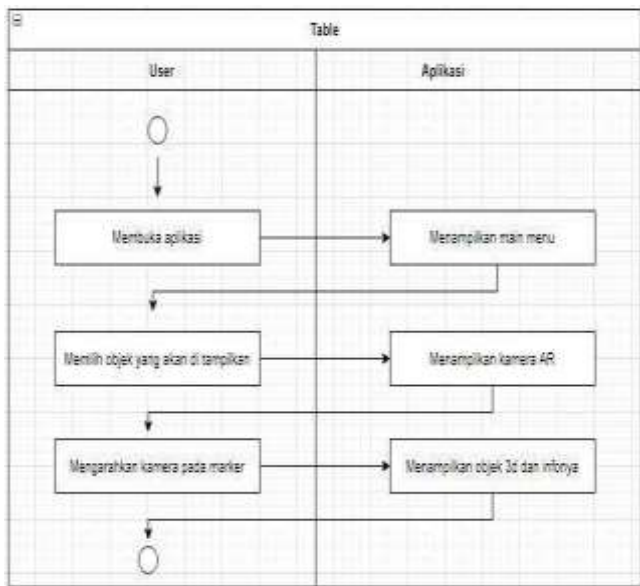 Table
User
Aplikasi
Membuka aplikasi
Menampilkan main menu
Memilih objek yang akan di tampilkan
Menampilkan kamera AR
Mengarahkan kamera pada marker
Menampilkan objek 3d dan infonya